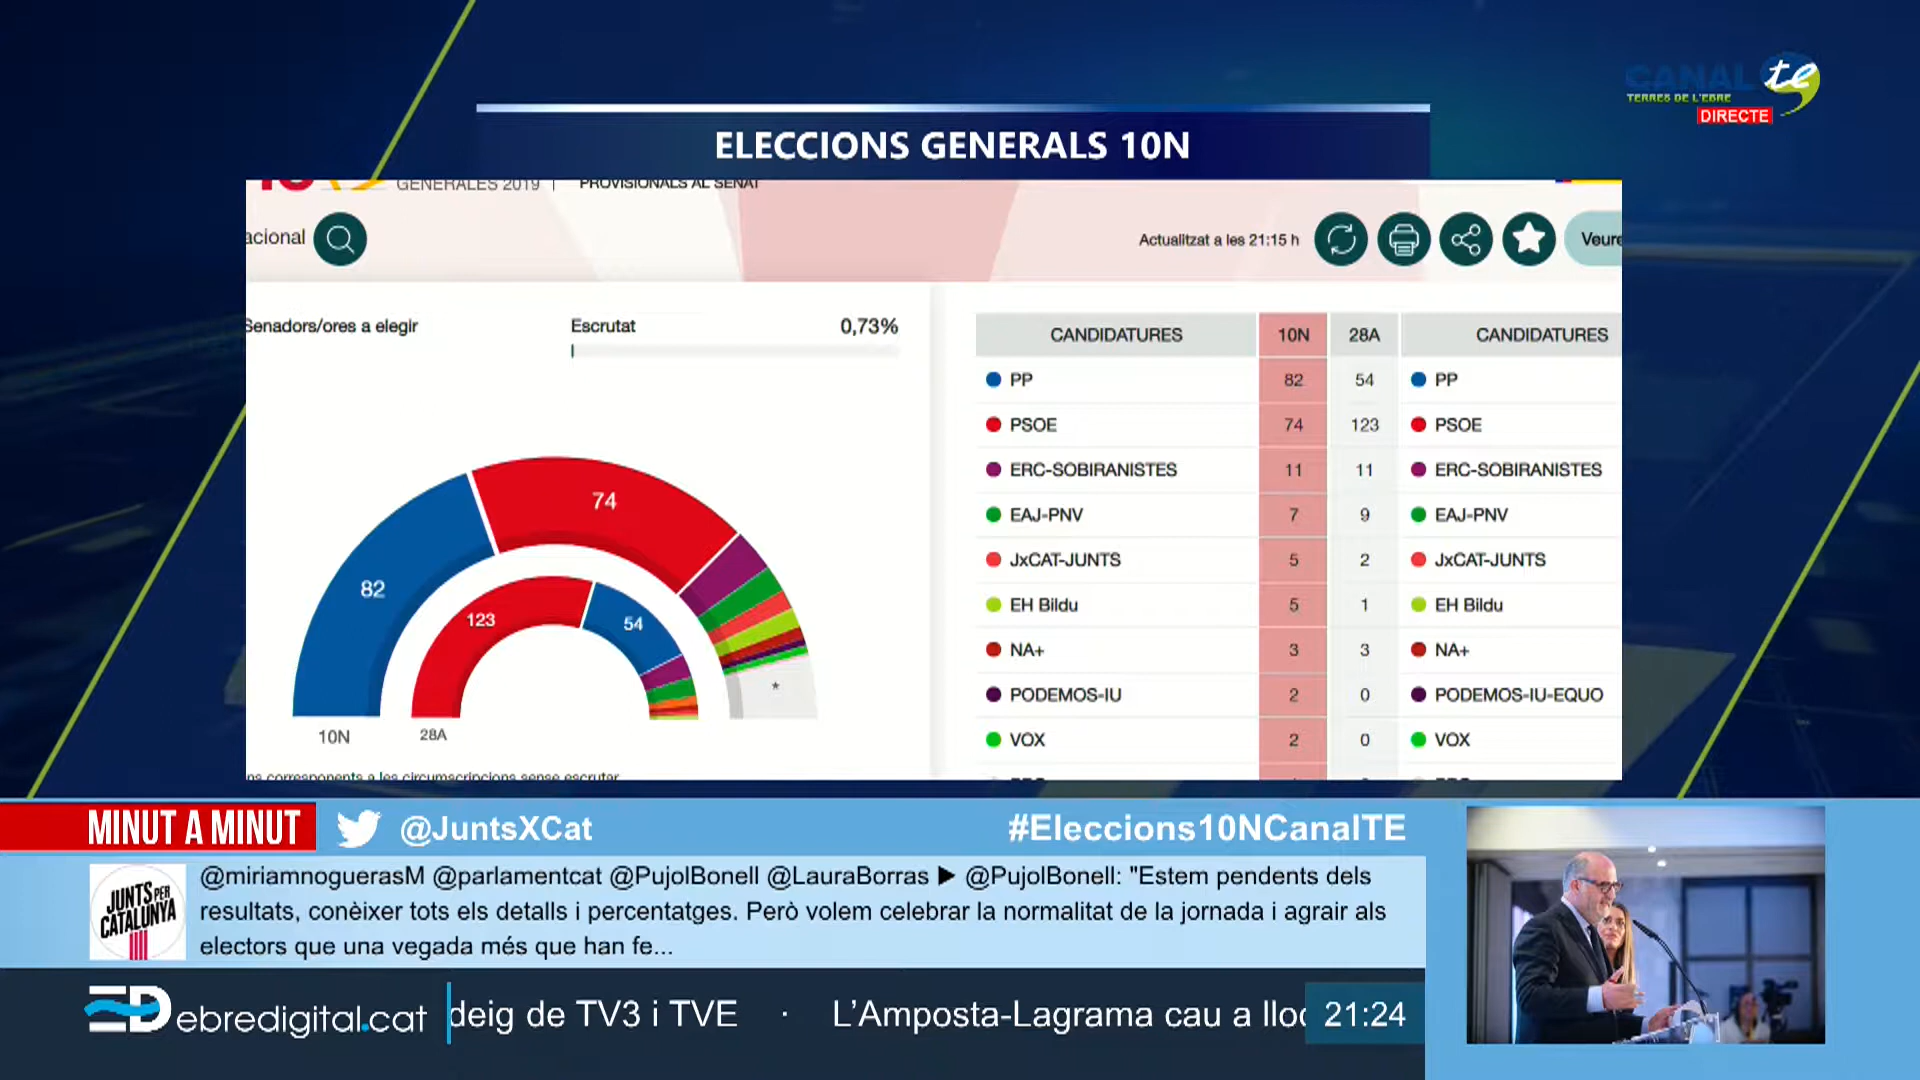 CANAL te
TERRES DE L'EBRE
DIRECTE
ELECCIONS GENERALS 10N
GENERALES 2019 | PROVISIONALS AL SENAT
acional
Actualitzat a les 21:15 h
Veure
Senadors/ores a elegir
Escrutat 0,73%
CANDIDATURES 10N 28A CANDIDATURES
PP 82 54 PP
PSOE 74 123 PSOE
ERC-SOBIRANISTES 11 11 ERC-SOBIRANISTES
EAJ-PNV 7 9 EAJ-PNV
JxCAT-JUNTS 5 2 JxCAT-JUNTS
EH Bildu 5 1 EH Bildu
NA+ 3 3 NA+
PODEMOS-IU 2 0 PODEMOS-IU-EQUO
VOX 2 0 VOX
74
82
123
54
*
10N
28A
ns corresponents a les circumscripcions sense escrutar
MINUT A MINUT
@JuntsXCat
#Eleccions10NCanalTE
JUNTS PER
CATALUNYA
@miriamnoguerasM @parlamentcat @PujolBonell @LauraBorras ▶ @PujolBonell: "Estem pendents dels
resultats, conèixer tots els detalls i percentatges. Però volem celebrar la normalitat de la jornada i agrair als
electors que una vegada més que han fe...
ebredigital.cat
deig de TV3 i TVE · L'Amposta-Lagrama cau a lloc
21:24